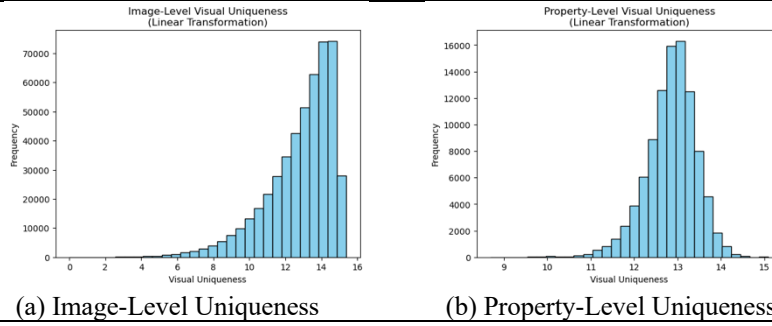 Image-Level Visual Uniqueness
(Linear Transformation)
70000
60000
50000
40000
30000
20000
10000
0
Frequency
0 2 4 6 8 10 12 14 16
Visual Uniqueness
(a) Image-Level Uniqueness
Property-Level Visual Uniqueness
(Linear Transformation)
16000
14000
12000
10000
8000
6000
4000
2000
0
Frequency
9 10 11 12 13 14 15
Visual Uniqueness
(b) Property-Level Uniqueness